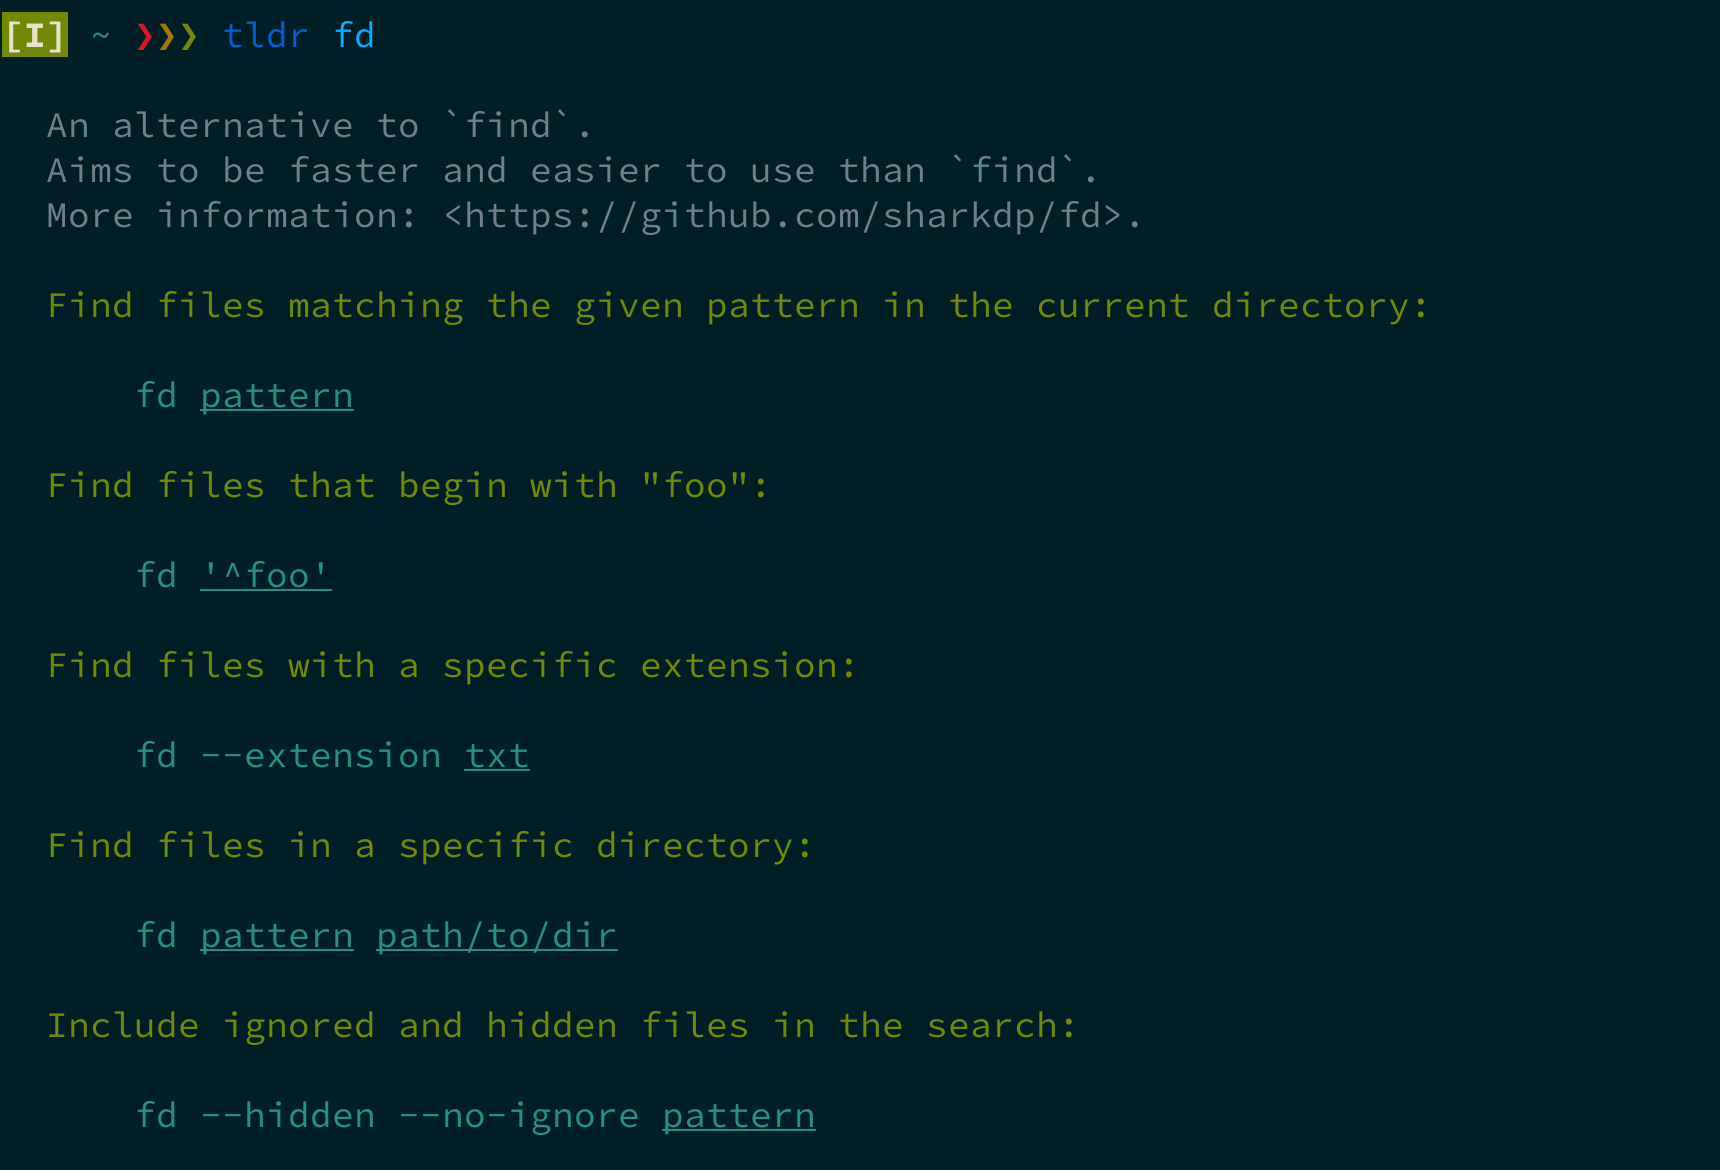 [I] ~ ❯❯❯ tldr fd
An alternative to `find`.
Aims to be faster and easier to use than `find`.
More information: <https://github.com/sharkdp/fd>.
Find files matching the given pattern in the current directory:
fd pattern
Find files that begin with "foo":
fd '^foo'
Find files with a specific extension:
fd --extension txt
Find files in a specific directory:
fd pattern path/to/dir
Include ignored and hidden files in the search:
fd --hidden --no-ignore pattern